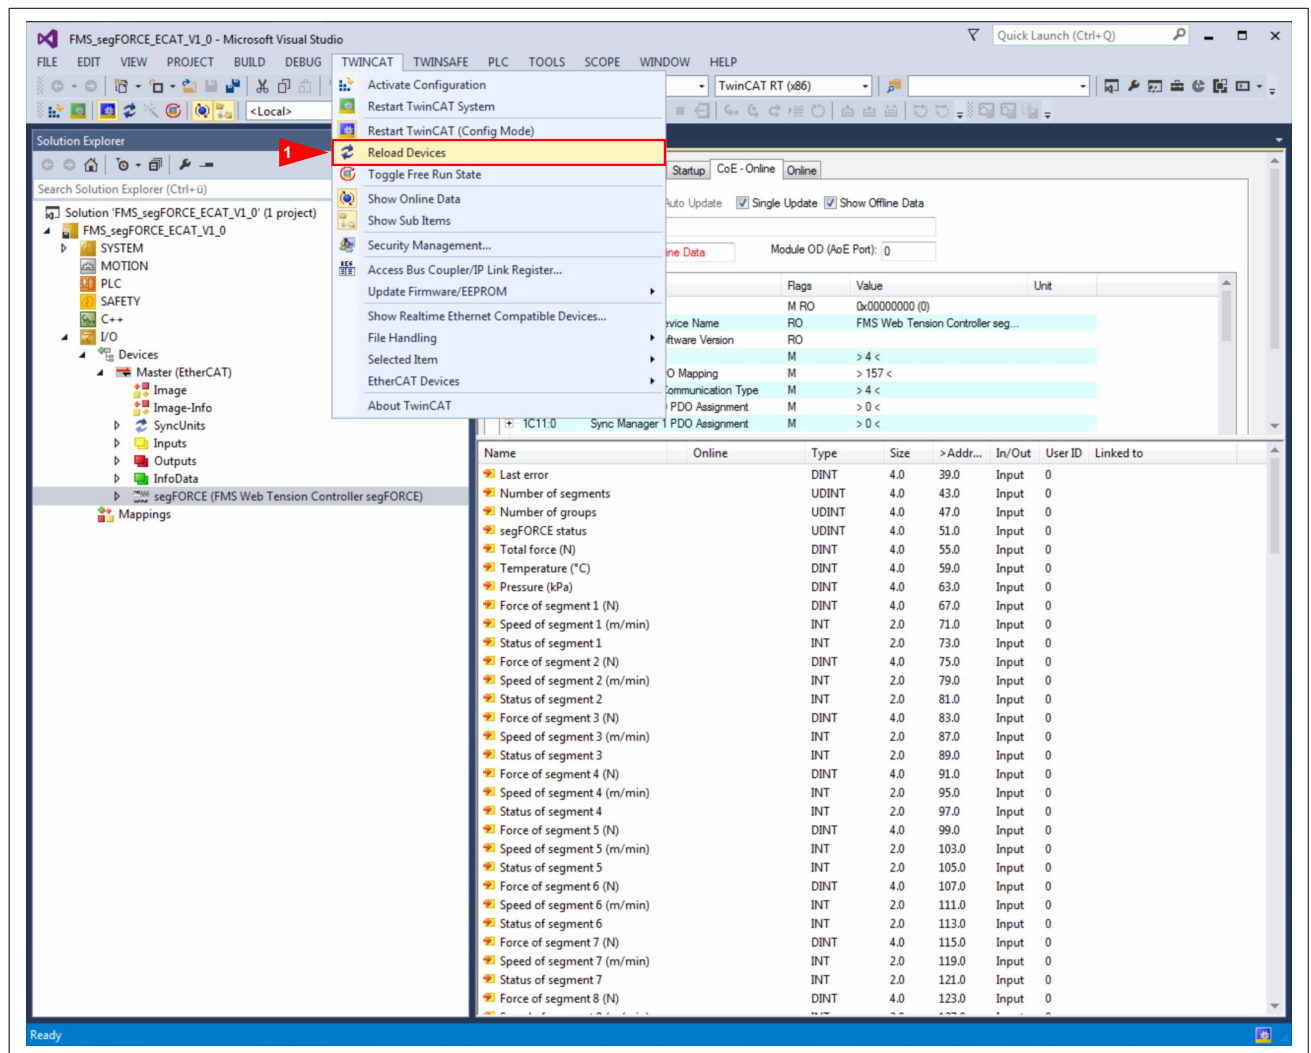 FMS_segFORCE_ECAT_V1_0 - Microsoft Visual Studio
Quick Launch (Ctrl+Q)
FILE EDIT VIEW PROJECT BUILD DEBUG TWINCAT TWINSAFE PLC TOOLS SCOPE WINDOW HELP
TwinCAT RT (x86)
<Local>
Activate Configuration
Restart TwinCAT System
Restart TwinCAT (Config Mode)
1
Reload Devices
Toggle Free Run State
Show Online Data
Show Sub Items
Security Management...
Access Bus Coupler/IP Link Register...
Update Firmware/EEPROM
Show Realtime Ethernet Compatible Devices...
File Handling
Selected Item
EtherCAT Devices
About TwinCAT
Solution Explorer
Search Solution Explorer (Ctrl+ü)
Solution 'FMS_segFORCE_ECAT_V1_0' (1 project)
FMS_segFORCE_ECAT_V1_0
SYSTEM
MOTION
PLC
SAFETY
C++
I/O
Devices
Master (EtherCAT)
Image
Image-Info
SyncUnits
Inputs
Outputs
InfoData
segFORCE (FMS Web Tension Controller segFORCE)
Mappings
Startup CoE - Online Online
Auto Update Single Update Show Offline Data
ine Data Module OD (AoE Port): 0
Flags Value Unit
M RO 0x00000000 (0)
evice Name RO FMS Web Tension Controller seg...
ftware Version RO
M > 4 <
O Mapping M > 157 <
ommunication Type M > 4 <
PDO Assignment M > 0 <
1C11:0 Sync Manager 1 PDO Assignment M > 0 <
Name Online Type Size >Addr... In/Out User ID Linked to
Last error DINT 4.0 39.0 Input 0
Number of segments UDINT 4.0 43.0 Input 0
Number of groups UDINT 4.0 47.0 Input 0
segFORCE status UDINT 4.0 51.0 Input 0
Total force (N) DINT 4.0 55.0 Input 0
Temperature (°C) DINT 4.0 59.0 Input 0
Pressure (kPa) DINT 4.0 63.0 Input 0
Force of segment 1 (N) DINT 4.0 67.0 Input 0
Speed of segment 1 (m/min) INT 2.0 71.0 Input 0
Status of segment 1 INT 2.0 73.0 Input 0
Force of segment 2 (N) DINT 4.0 75.0 Input 0
Speed of segment 2 (m/min) INT 2.0 79.0 Input 0
Status of segment 2 INT 2.0 81.0 Input 0
Force of segment 3 (N) DINT 4.0 83.0 Input 0
Speed of segment 3 (m/min) INT 2.0 87.0 Input 0
Status of segment 3 INT 2.0 89.0 Input 0
Force of segment 4 (N) DINT 4.0 91.0 Input 0
Speed of segment 4 (m/min) INT 2.0 95.0 Input 0
Status of segment 4 INT 2.0 97.0 Input 0
Force of segment 5 (N) DINT 4.0 99.0 Input 0
Speed of segment 5 (m/min) INT 2.0 103.0 Input 0
Status of segment 5 INT 2.0 105.0 Input 0
Force of segment 6 (N) DINT 4.0 107.0 Input 0
Speed of segment 6 (m/min) INT 2.0 111.0 Input 0
Status of segment 6 INT 2.0 113.0 Input 0
Force of segment 7 (N) DINT 4.0 115.0 Input 0
Speed of segment 7 (m/min) INT 2.0 119.0 Input 0
Status of segment 7 INT 2.0 121.0 Input 0
Force of segment 8 (N) DINT 4.0 123.0 Input 0
Ready